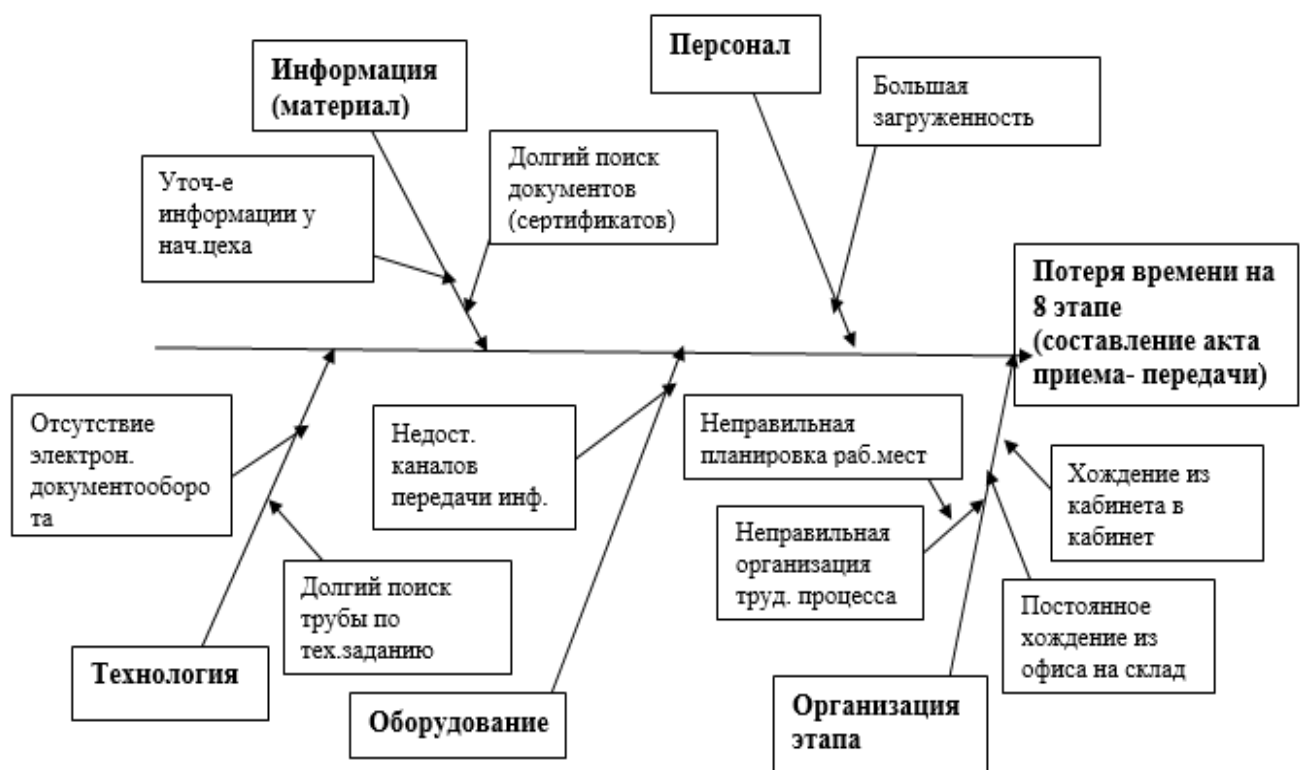 Персонал
Информация
(материал)
Большая
загруженность
Уточ-е
информации у
нач.цеха
Долгий поиск
документов
(сертификатов)
Потеря времени на
8 этапе
(составление акта
приема- передачи)
Отсутствие
электрон.
документооборо
та
Недост.
каналов
передачи инф.
Неправильная
планировка раб.мест
Хождение из
кабинета в
кабинет
Неправильная
организация
труд. процесса
Долгий поиск
трубы по
тех.заданию
Постоянное
хождение из
офиса на склад
Технология
Оборудование
Организация
этапа